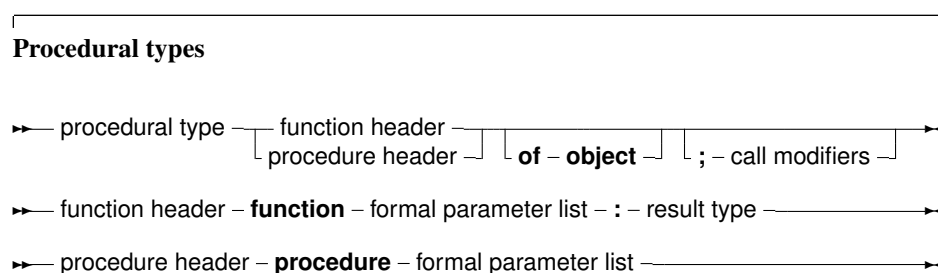 Procedural types
procedural type function header
procedure header of – object ; – call modifiers
function header – function – formal parameter list – : – result type
procedure header – procedure – formal parameter list